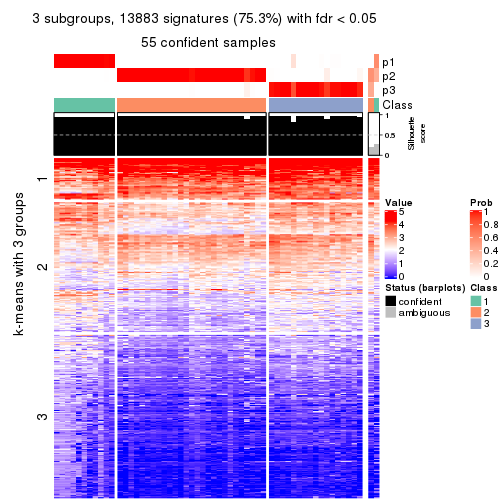 3 subgroups, 13883 signatures (75.3%) with fdr < 0.05
55 confident samples
p1
p2
p3
Class
1
0.5
0
Silhouette
score
k-means with 3 groups
1
2
3
Value
5
4
3
2
1
0
Prob
1
0.8
0.6
0.4
0.2
0
Status (barplots)
confident
ambiguous
Class
1
2
3